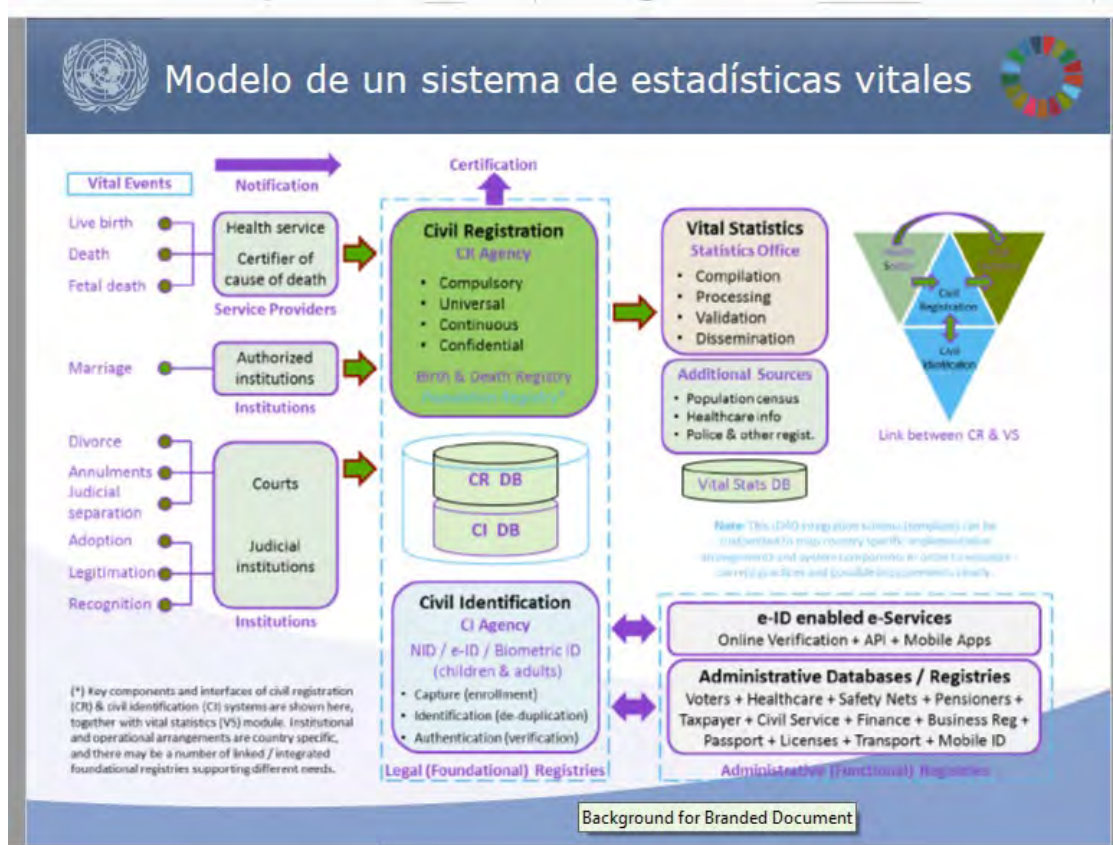 Modelo de un sistema de estadísticas vitales
Vital Events
Notification
Certification
Live birth
Death
Fetal death
Health service
Certifier of
cause of death
Service Providers
Marriage
Authorized
institutions
Institutions
Divorce
Annulments
Judicial
separation
Adoption
Legitimation
Recognition
Courts
Judicial
institutions
Institutions
Civil Registration
CR Agency
• Compulsory
• Universal
• Continuous
• Confidential
Birth & Death Registry
CR DB
CI DB
Civil Identification
CI Agency
NID / e-ID / Biometric ID
(children & adults)
• Capture (enrollment)
• Identification (de-duplication)
• Authentication (verification)
Legal (Foundational) Registries
Vital Statistics
Statistics Office
• Compilation
• Processing
• Validation
• Dissemination
Additional Sources
• Population census
• Healthcare info
• Police & other regist.
Vital Stats DB
Civil
Registration
Civil
Identification
Link between CR & VS
e-ID enabled e-Services
Online Verification + API + Mobile Apps
Administrative Databases / Registries
Voters + Healthcare + Safety Nets + Pensioners +
Taxpayer + Civil Service + Finance + Business Reg +
Passport + Licenses + Transport + Mobile ID
Administrative (Functional) Registries
(*) Key components and interfaces of civil registration
(CR) & civil identification (CI) systems are shown here,
together with vital statistics (VS) module. Institutional
and operational arrangements are country specific,
and there may be a number of linked / integrated
foundational registries supporting different needs.
Background for Branded Document